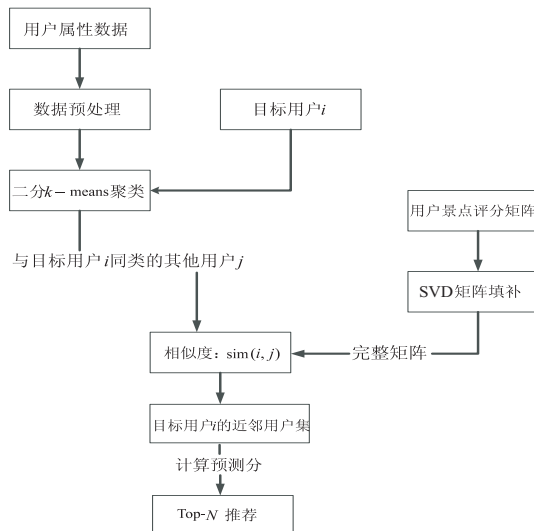 用户属性数据
数据预处理
目标用户i
二分k－means聚类
用户景点评分矩阵
与目标用户i同类的其他用户j
SVD矩阵填补
相似度：sim(i, j)
完整矩阵
目标用户i的近邻用户集
计算预测分
Top-N 推荐